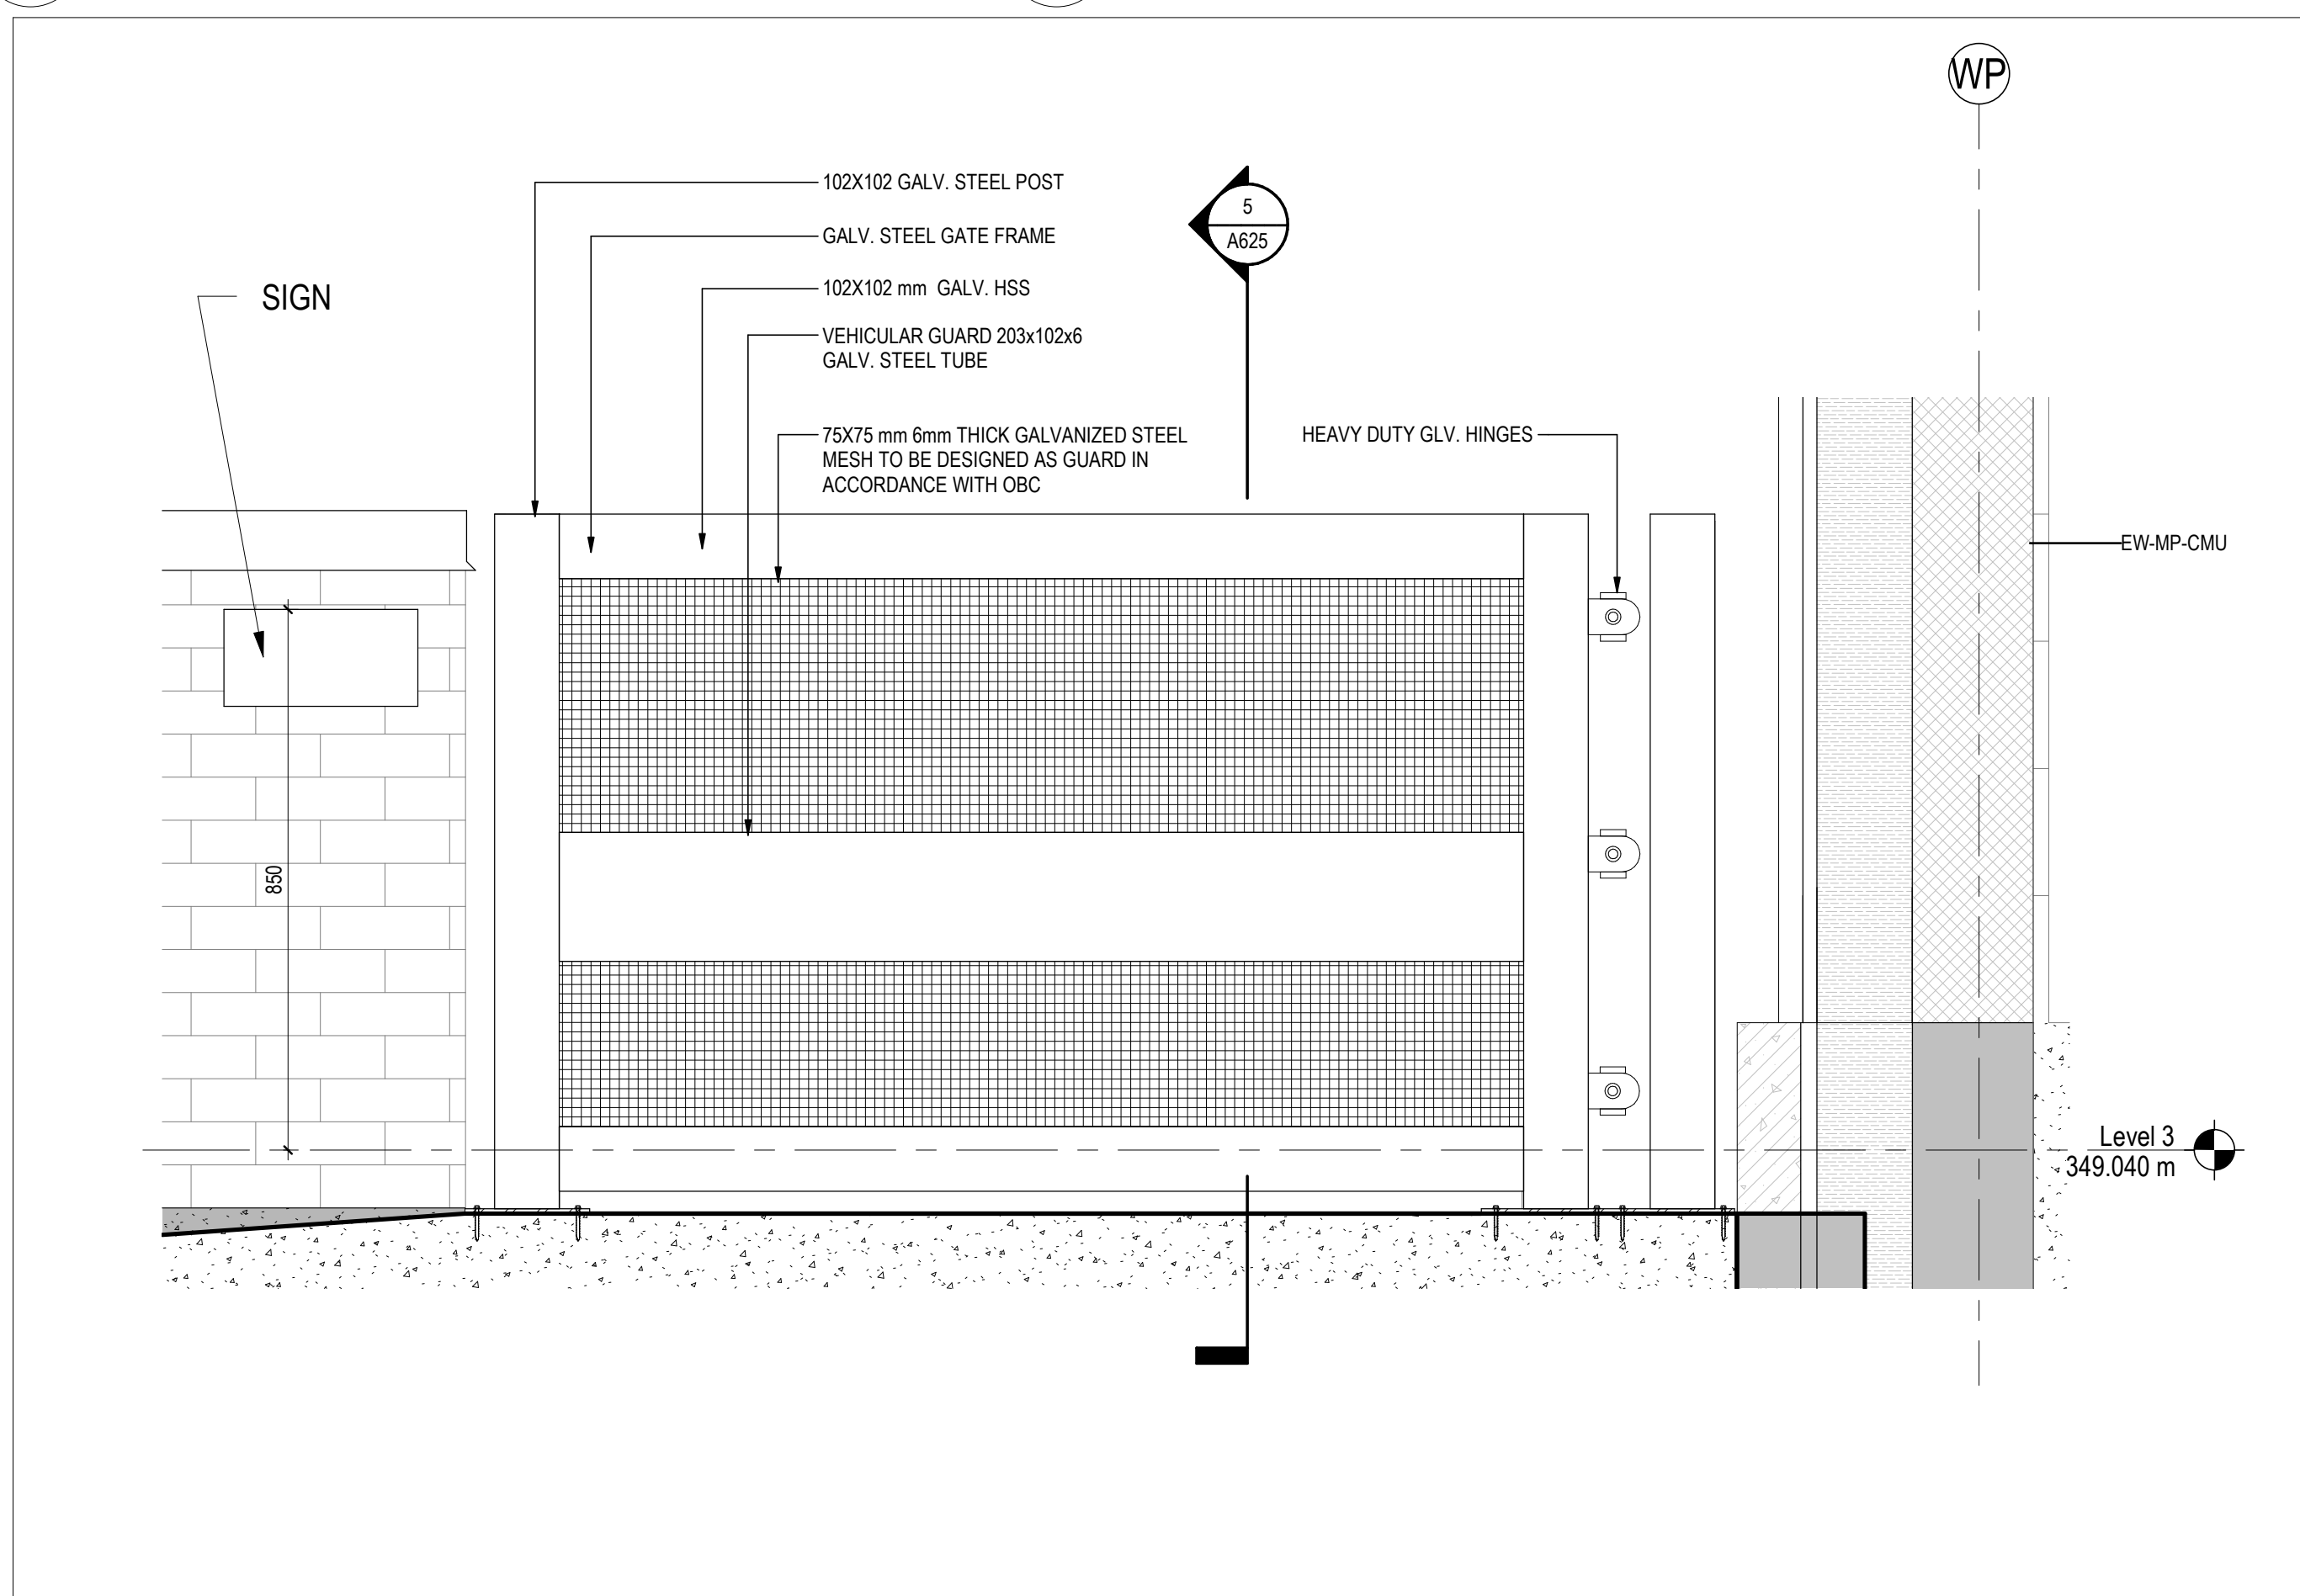 WP
102X102 GALV. STEEL POST
5
A625
GALV. STEEL GATE FRAME
102X102 mm  GALV. HSS
SIGN
VEHICULAR GUARD 203x102x6
GALV. STEEL TUBE
75X75 mm 6mm THICK GALVANIZED STEEL
MESH TO BE DESIGNED AS GUARD IN
ACCORDANCE WITH OBC
HEAVY DUTY GLV. HINGES
EW-MP-CMU
850
Level 3
349.040 m